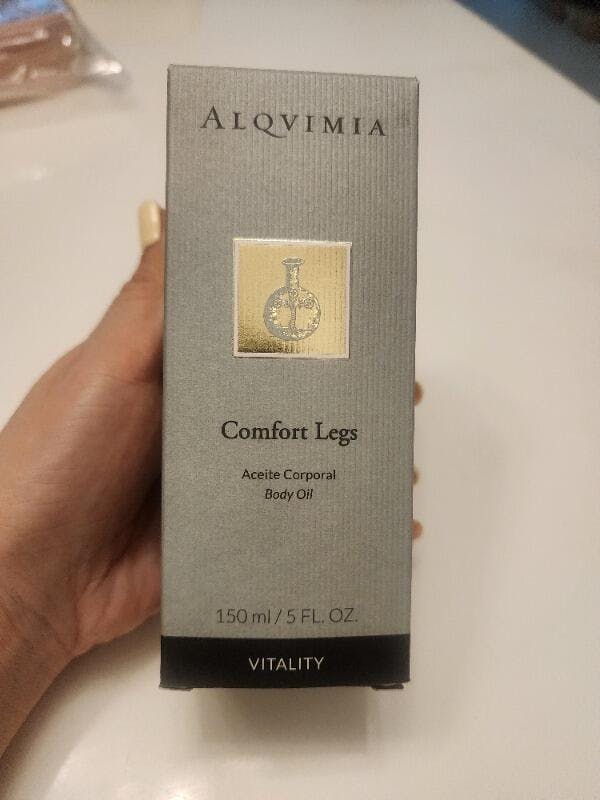 ALQVIMIA
Comfort Legs
Aceite Corporal
Body Oil
150 ml / 5 FL. OZ.
VITALITY